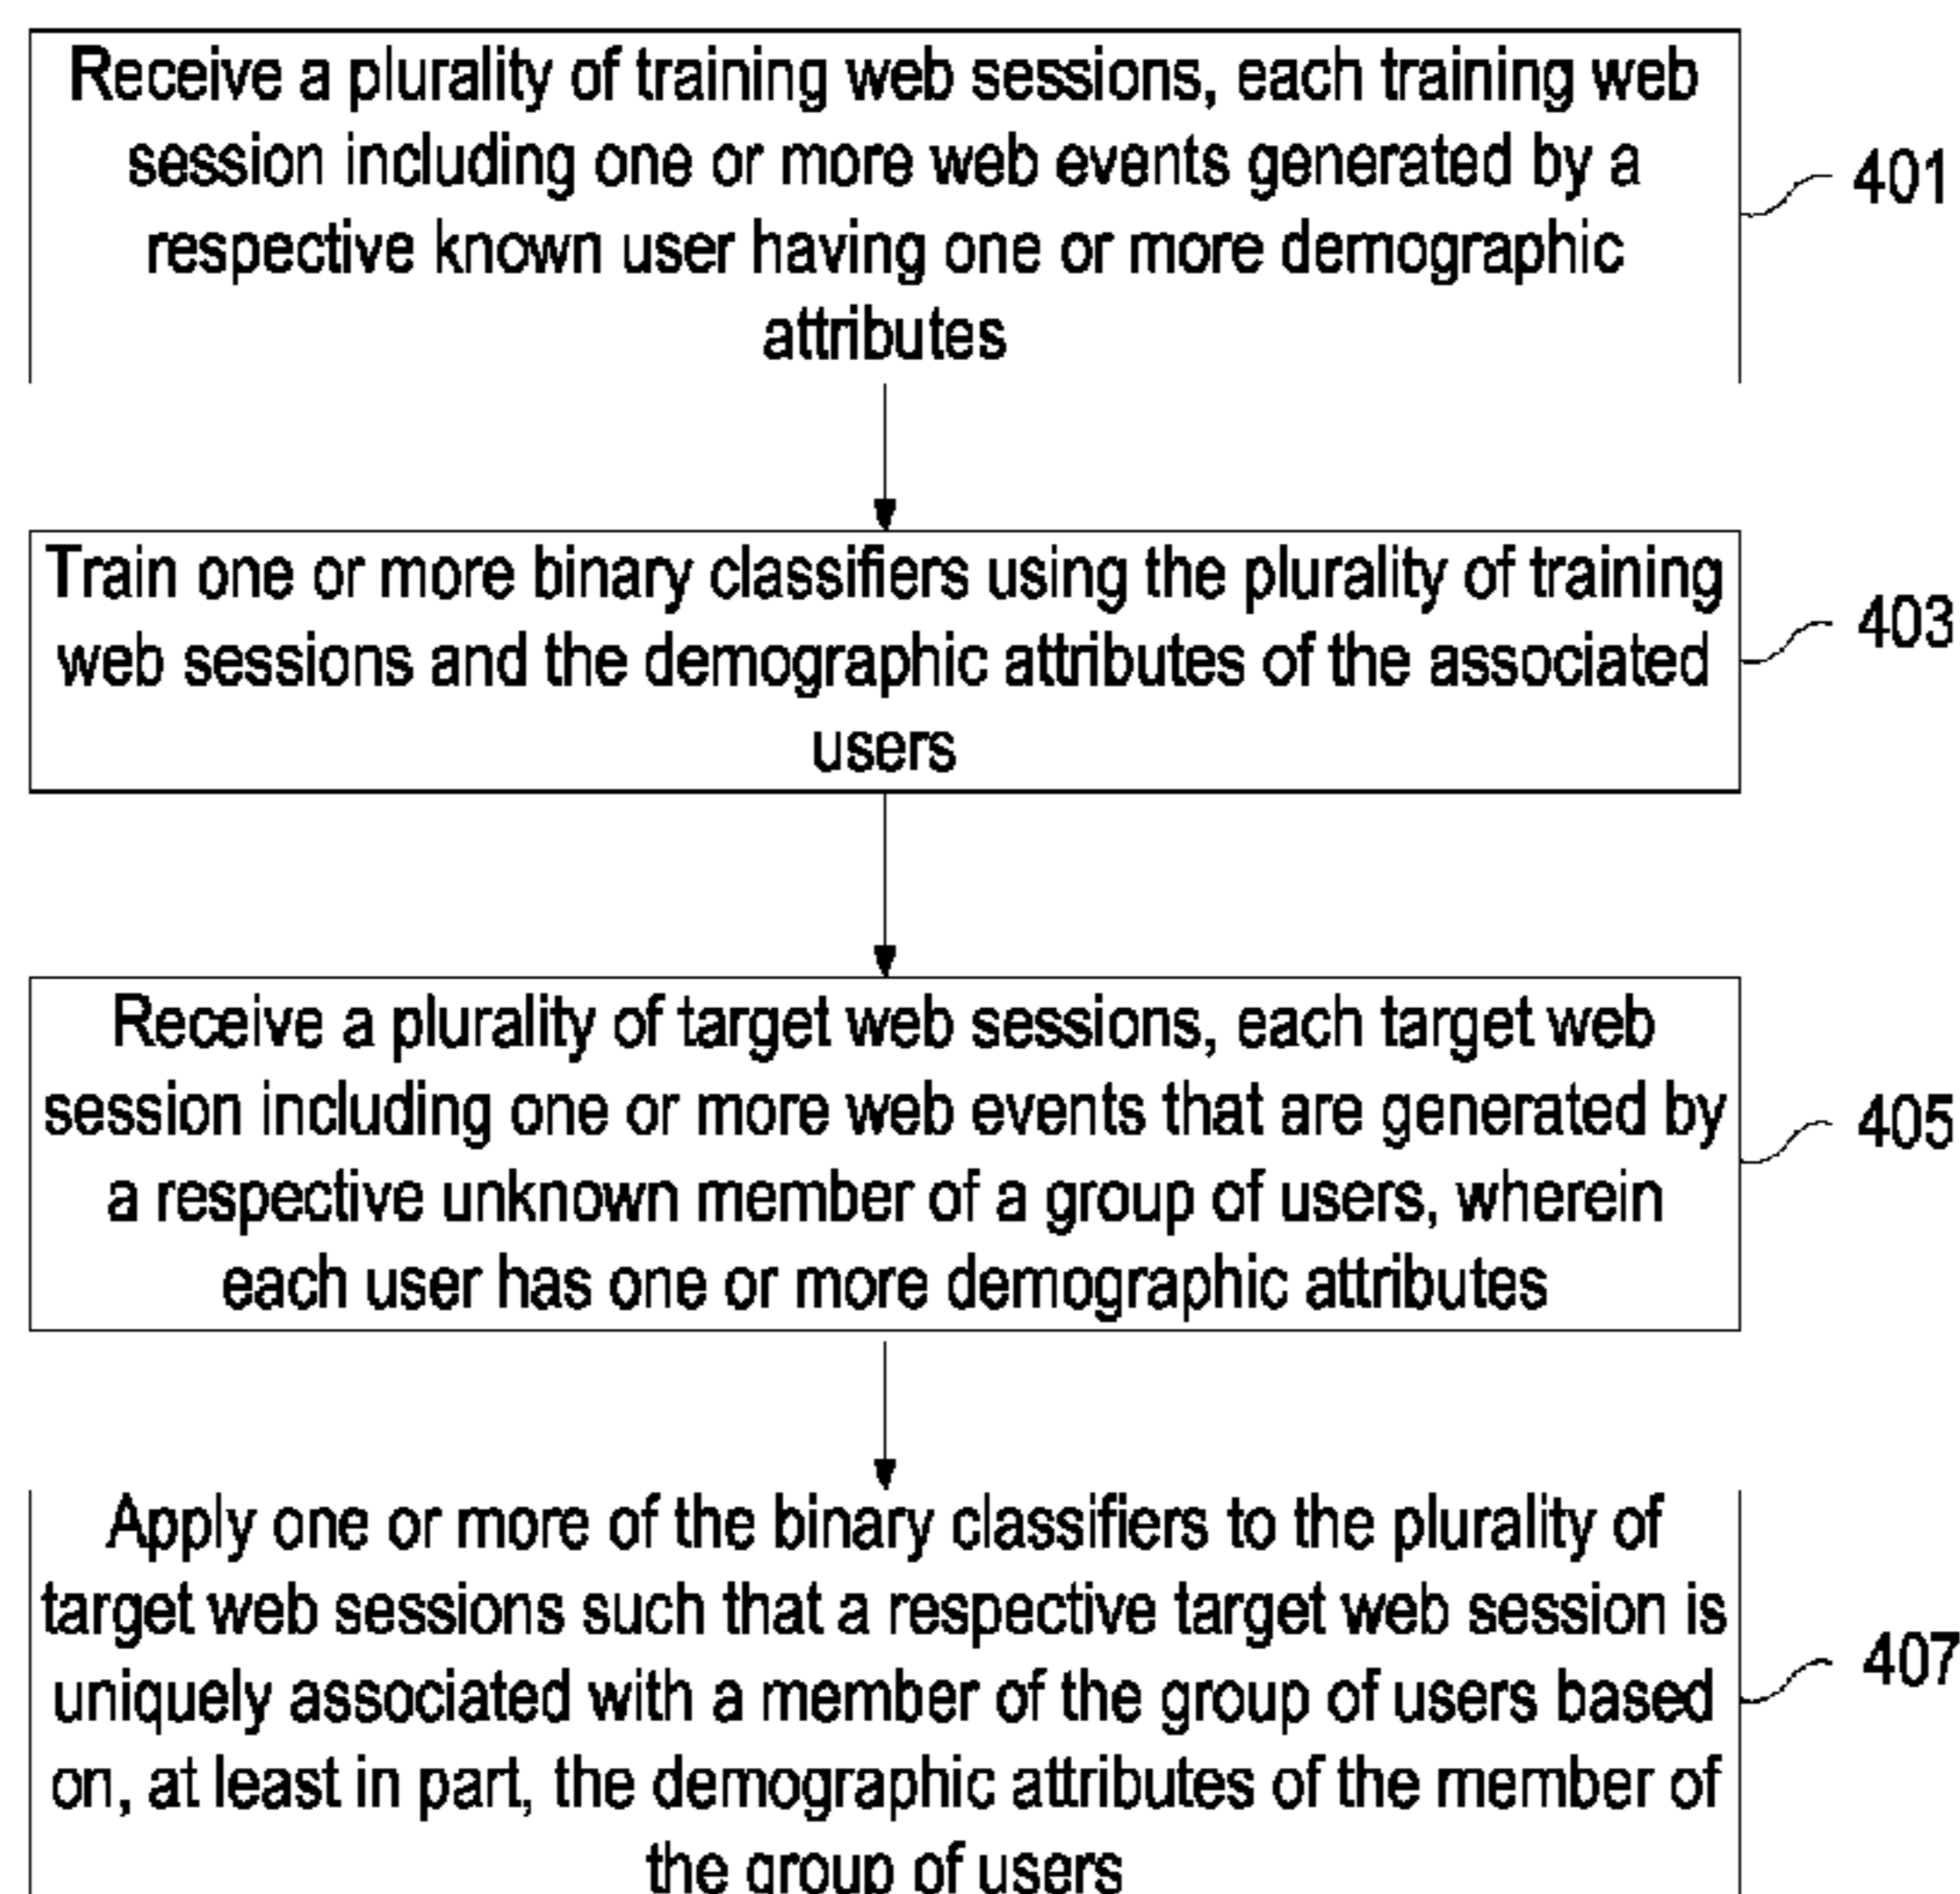 Receive a plurality of training web sessions, each training web
session including one or more web events generated by a
respective known user having one or more demographic
attributes
401
Train one or more binary classifiers using the plurality of training
web sessions and the demographic attributes of the associated
users
403
Receive a plurality of target web sessions, each target web
session including one or more web events that are generated by
a respective unknown member of a group of users, wherein
each user has one or more demographic attributes
405
Apply one or more of the binary classifiers to the plurality of
target web sessions such that a respective target web session is
uniquely associated with a member of the group of users based
on, at least in part, the demographic attributes of the member of
the group of users
407